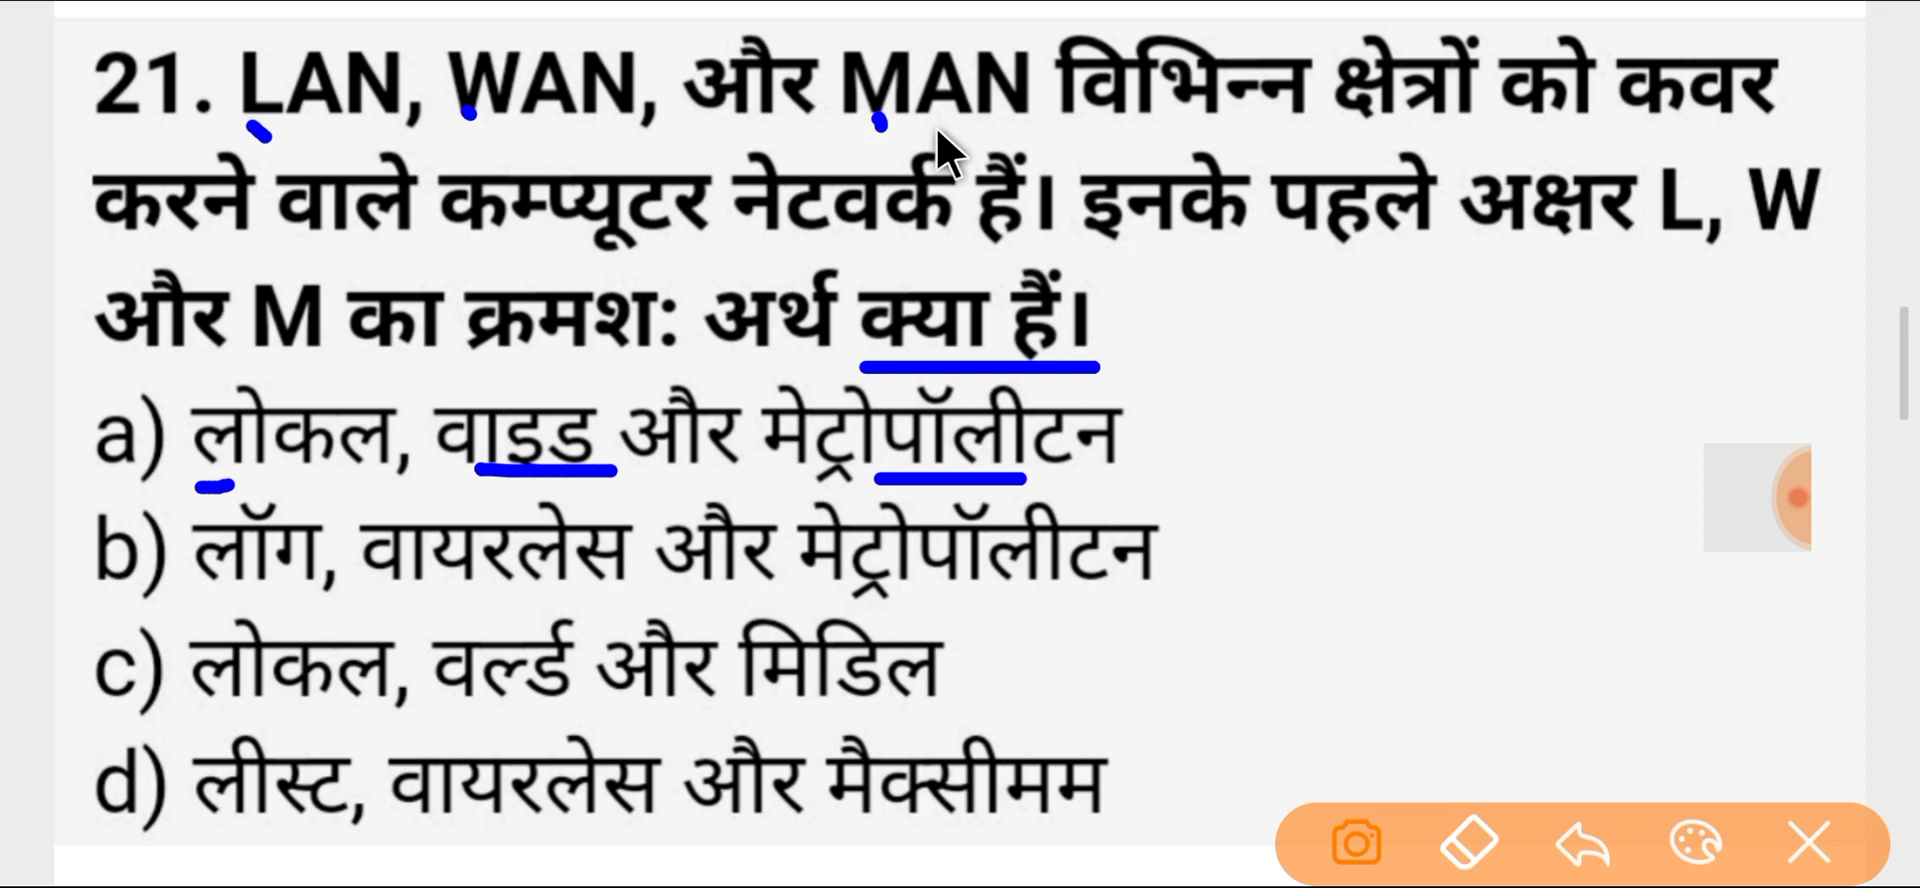 21. LAN, WAN, और MAN विभिन्न क्षेत्रों को कवर
करने वाले कम्प्यूटर नेटवर्क हैं। इनके पहले अक्षर L, W
और M का क्रमश: अर्थ क्या हैं।
a) लोकल, वाइड और मेट्रोपॉलीटन
b) लॉग, वायरलेस और मेट्रोपॉलीटन
c) लोकल, वर्ल्ड और मिडिल
d) लीस्ट, वायरलेस और मैक्सीमम